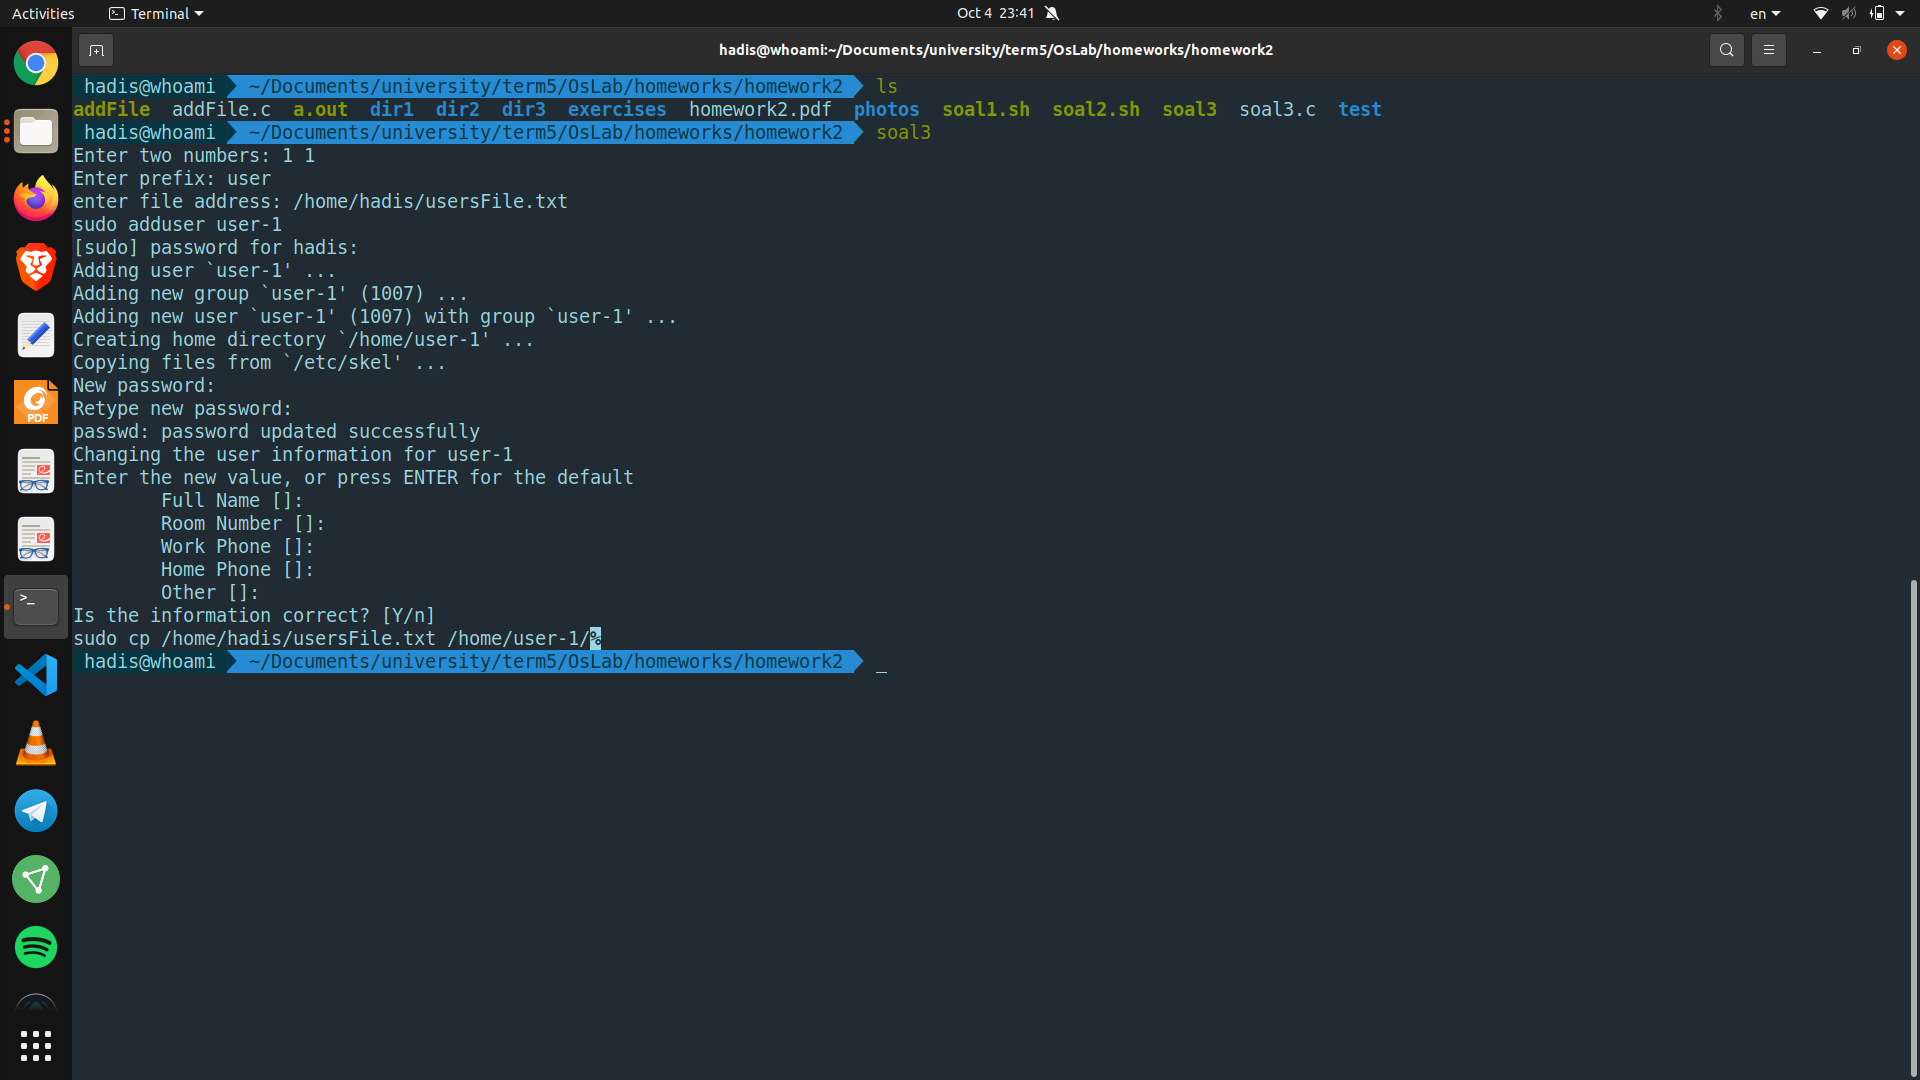 Activities Terminal Oct 4 23:41 en
hadis@whoami:~/Documents/university/term5/OsLab/homeworks/homework2
hadis@whoami ~/Documents/university/term5/OsLab/homeworks/homework2 ls
addFile addFile.c a.out dir1 dir2 dir3 exercises homework2.pdf photos soal1.sh soal2.sh soal3 soal3.c test
hadis@whoami ~/Documents/university/term5/OsLab/homeworks/homework2 soal3
Enter two numbers: 1 1
Enter prefix: user
enter file address: /home/hadis/usersFile.txt
sudo adduser user-1
[sudo] password for hadis:
Adding user `user-1' ...
Adding new group `user-1' (1007) ...
Adding new user `user-1' (1007) with group `user-1' ...
Creating home directory `/home/user-1' ...
Copying files from `/etc/skel' ...
New password:
Retype new password:
passwd: password updated successfully
Changing the user information for user-1
Enter the new value, or press ENTER for the default
Full Name []:
Room Number []:
Work Phone []:
Home Phone []:
Other []:
Is the information correct? [Y/n]
sudo cp /home/hadis/usersFile.txt /home/user-1/%
hadis@whoami ~/Documents/university/term5/OsLab/homeworks/homework2 _
PDF
>_